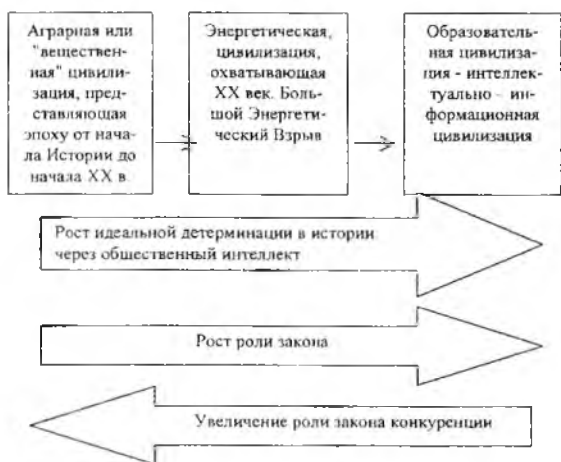 Аграрная или
"веществен-
ная" цивили-
зация, пред-
ставляющая
эпоху от нача-
ла Истории до
начала XX в.
Энергетическая,
цивилизация,
охватывающая
XX век. Боль-
шой Энергети-
ческий Взрыв
Образователь-
ная цивилиза-
ция - интеллек-
туально – ин-
формационная
цивилизация
Рост идеальной детерминации в истории
через общественный интеллект
Рост роли закона
Увеличение роли закона конкуренции